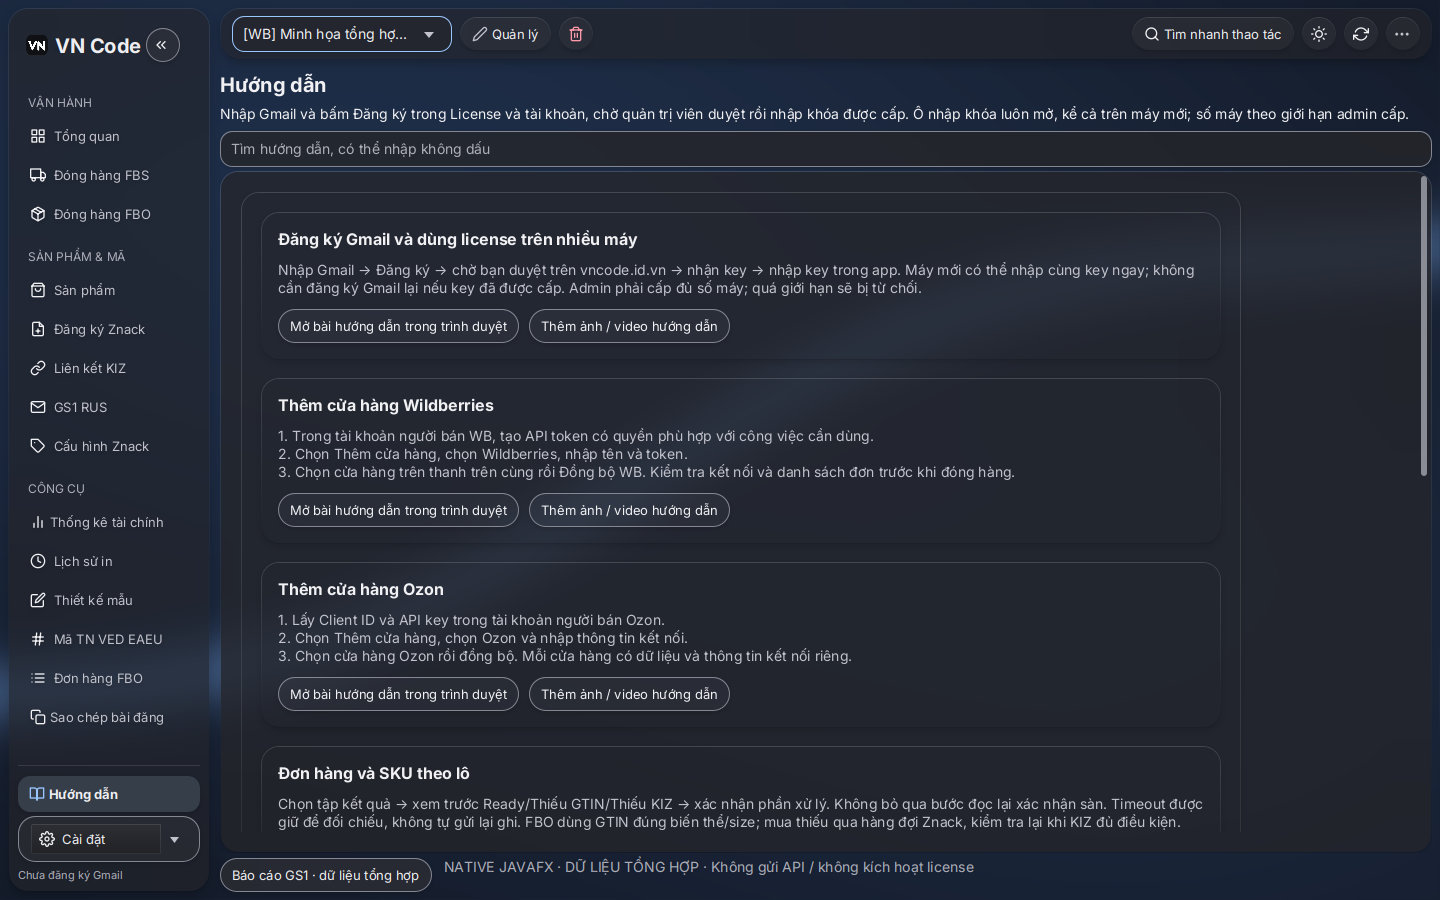 VN VN Code
VẬN HÀNH
Tổng quan
Đóng hàng FBS
Đóng hàng FBO
SẢN PHẨM & MÃ
Sản phẩm
Đăng ký Znack
Liên kết KIZ
GS1 RUS
Cấu hình Znack
CÔNG CỤ
Thống kê tài chính
Lịch sử in
Thiết kế mẫu
Mã TN VED EAEU
Đơn hàng FBO
Sao chép bài đăng
Hướng dẫn
Cài đặt
Chưa đăng ký Gmail
[WB] Minh họa tổng hợ...
Quản lý
Tìm nhanh thao tác
Hướng dẫn
Nhập Gmail và bấm Đăng ký trong License và tài khoản, chờ quản trị viên duyệt rồi nhập khóa được cấp. Ô nhập khóa luôn mở, kể cả trên máy mới; số máy theo giới hạn admin cấp.
Tìm hướng dẫn, có thể nhập không dấu
Đăng ký Gmail và dùng license trên nhiều máy
Nhập Gmail → Đăng ký → chờ bạn duyệt trên vncode.id.vn → nhận key → nhập key trong app. Máy mới có thể nhập cùng key ngay; không
cần đăng ký Gmail lại nếu key đã được cấp. Admin phải cấp đủ số máy; quá giới hạn sẽ bị từ chối.
Mở bài hướng dẫn trong trình duyệt
Thêm ảnh / video hướng dẫn
Thêm cửa hàng Wildberries
1. Trong tài khoản người bán WB, tạo API token có quyền phù hợp với công việc cần dùng.
2. Chọn Thêm cửa hàng, chọn Wildberries, nhập tên và token.
3. Chọn cửa hàng trên thanh trên cùng rồi Đồng bộ WB. Kiểm tra kết nối và danh sách đơn trước khi đóng hàng.
Mở bài hướng dẫn trong trình duyệt
Thêm ảnh / video hướng dẫn
Thêm cửa hàng Ozon
1. Lấy Client ID và API key trong tài khoản người bán Ozon.
2. Chọn Thêm cửa hàng, chọn Ozon và nhập thông tin kết nối.
3. Chọn cửa hàng Ozon rồi đồng bộ. Mỗi cửa hàng có dữ liệu và thông tin kết nối riêng.
Mở bài hướng dẫn trong trình duyệt
Thêm ảnh / video hướng dẫn
Đơn hàng và SKU theo lô
Chọn tập kết quả → xem trước Ready/Thiếu GTIN/Thiếu KIZ → xác nhận phần xử lý. Không bỏ qua bước đọc lại xác nhận sàn. Timeout được
giữ để đối chiếu, không tự gửi lại ghi. FBO dùng GTIN đúng biến thể/size; mua thiếu qua hàng đợi Znack, kiểm tra lại khi KIZ đủ điều kiện.
Báo cáo GS1 · dữ liệu tổng hợp
NATIVE JAVAFX · DỮ LIỆU TỔNG HỢP · Không gửi API / không kích hoạt license